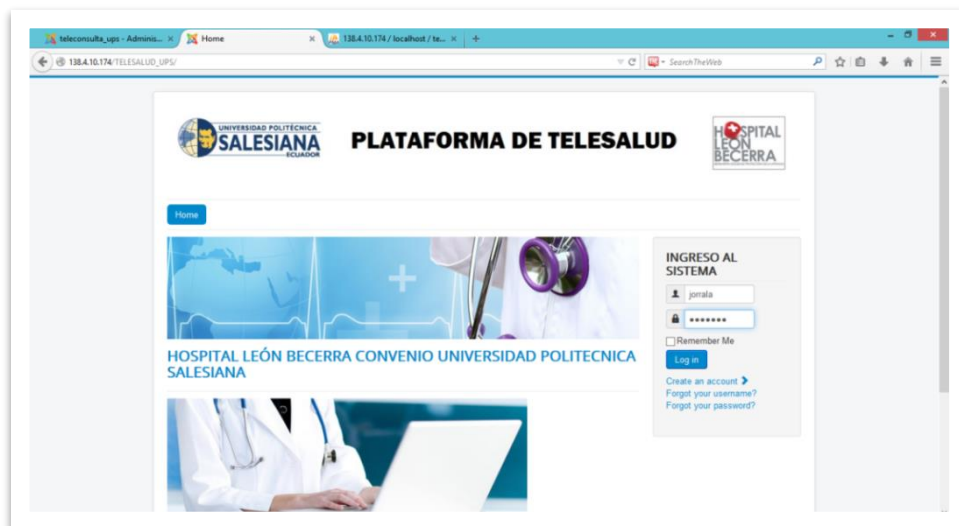 teleconsulta_ups - Adminis...
Home
138.4.10.174 / localhost / te...
138.4.10.174/TELESALUD_UPS/
SearchTheWeb
UNIVERSIDAD POLITÉCNICA
SALESIANA
ECUADOR
PLATAFORMA DE TELESALUD
HOSPITAL
LEÓN
BECERRA
Home
INGRESO AL
SISTEMA
jorrala
Remember Me
Log in
Create an account
Forgot your username?
Forgot your password?
HOSPITAL LEÓN BECERRA CONVENIO UNIVERSIDAD POLITECNICA
SALESIANA